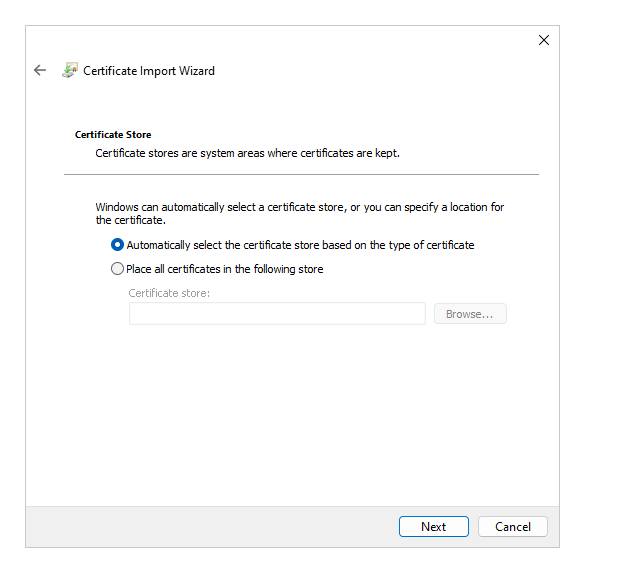 Certificate Import Wizard
Certificate Store
Certificate stores are system areas where certificates are kept.
Windows can automatically select a certificate store, or you can specify a location for
the certificate.
Automatically select the certificate store based on the type of certificate
Place all certificates in the following store
Certificate store:
Browse...
Next
Cancel